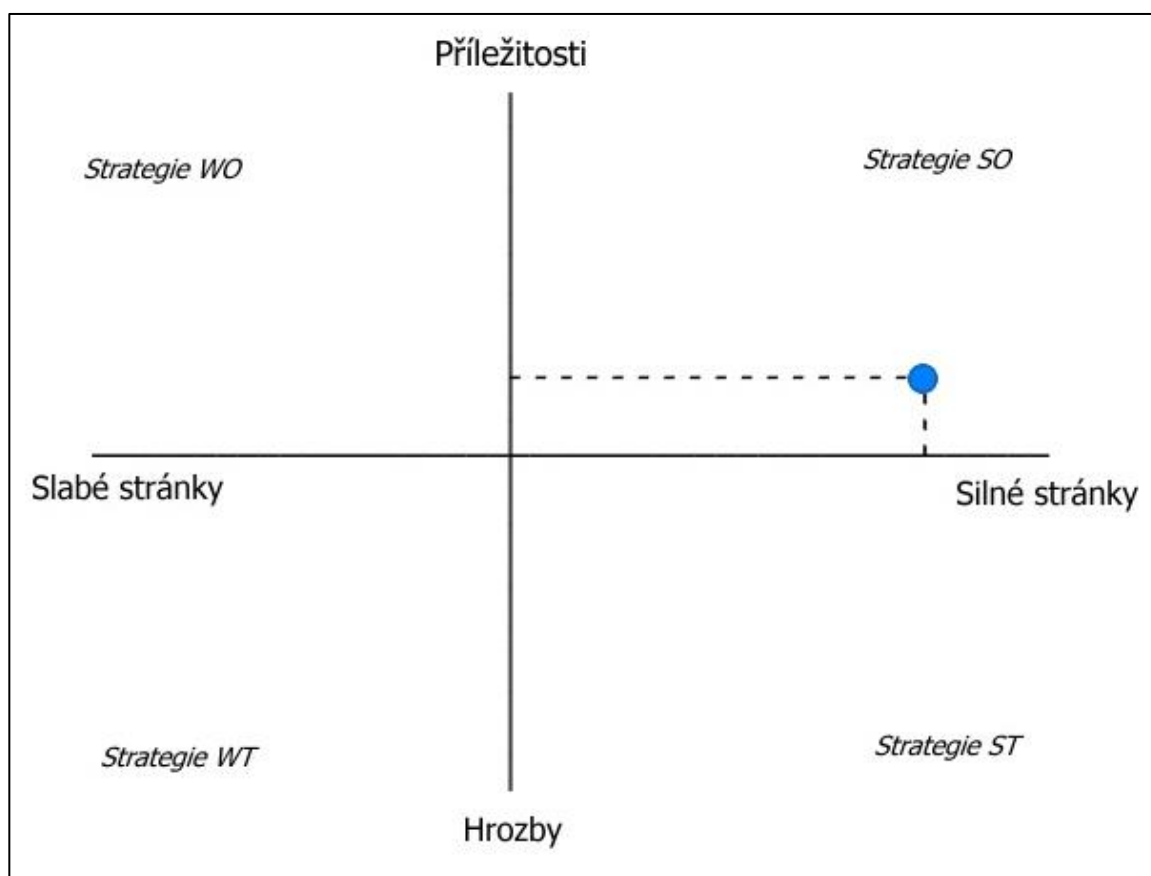 Příležitosti
Strategie WO
Strategie SO
Slabé stránky
Silné stránky
Strategie WT
Strategie ST
Hrozby